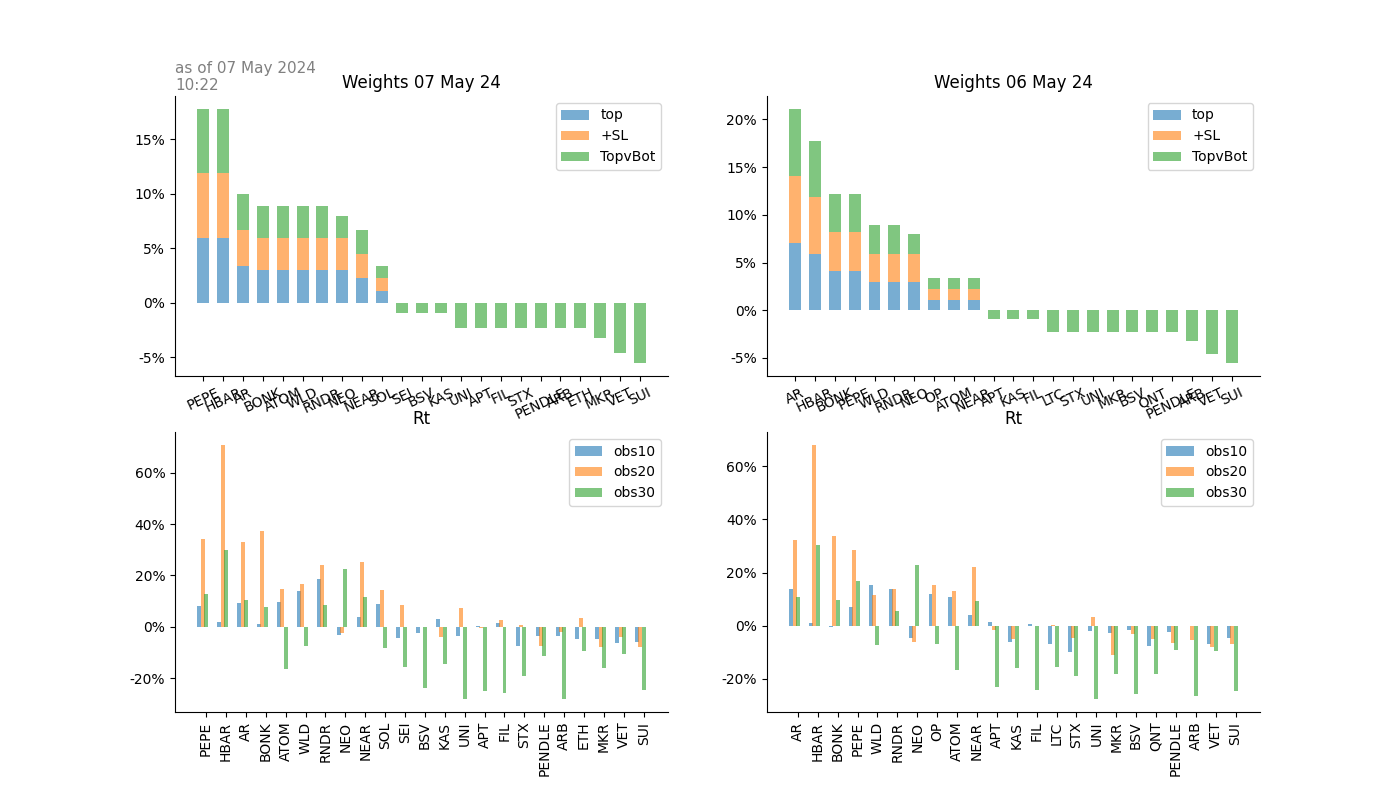 as of 07 May 2024
10:22
Weights 07 May 24
top
+SL
TopvBot
15%
10%
5%
0%
-5%
PEPE HBAR AR BONK ATOM WLD RNDR NEO NEAR SOL SEI BSV KAS UNI APT FIL STX PENDLE ARB ETH MKR VET SUI
Weights 06 May 24
top
+SL
TopvBot
20%
15%
10%
5%
0%
-5%
AR HBAR BONK PEPE WLD RNDR NEO OP ATOM NEAR APT KAS FIL LTC STX UNI MKR BSV QNT PENDLE ARB VET SUI
Rt
obs10
obs20
obs30
60%
40%
20%
0%
-20%
PEPE HBAR AR BONK ATOM WLD RNDR NEO NEAR SOL SEI BSV KAS UNI APT FIL STX PENDLE ARB ETH MKR VET SUI
Rt
obs10
obs20
obs30
60%
40%
20%
0%
-20%
AR HBAR BONK PEPE WLD RNDR NEO OP ATOM NEAR APT KAS FIL LTC STX UNI MKR BSV QNT PENDLE ARB VET SUI